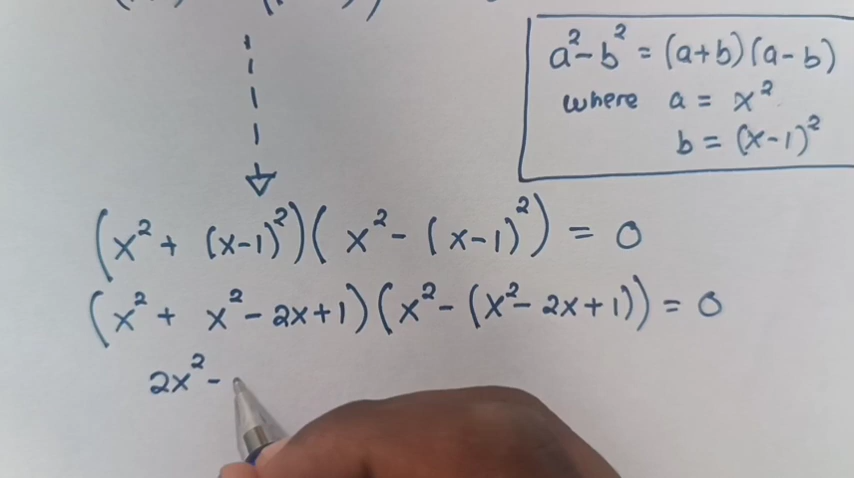 a² - b² = (a+b)(a-b)
where a = x²
b = (x-1)²
(x² + (x-1)²)(x² - (x-1)²) = 0
(x² + x² - 2x+1)(x² - (x² - 2x+1)) = 0
2x² -